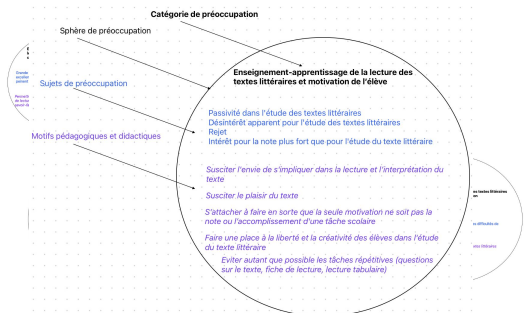 Catégorie de préoccupation
Sphère de préoccupation
Enseignement-apprentissage de la lecture des
textes littéraires et motivation de l'élève
Sujets de préoccupation
Passivité dans l'étude des textes littéraires
Désintérêt apparent pour l'étude des textes littéraires
Rejet
Intérêt pour la note plus fort que pour l'étude du texte littéraire
Motifs pédagogiques et didactiques
Susciter l'envie de s'impliquer dans la lecture et l'interprétation du
texte
Susciter le plaisir du texte
S'attacher à faire en sorte que la seule motivation ne soit pas la
note ou l'accomplissement d'une tâche scolaire
Faire une place à la liberté et la créativité des élèves dans l'étude
du texte littéraire
Eviter autant que possible les tâches répétitives (questions
sur le texte, fiche de lecture, lecture tabulaire)
es textes littéraires